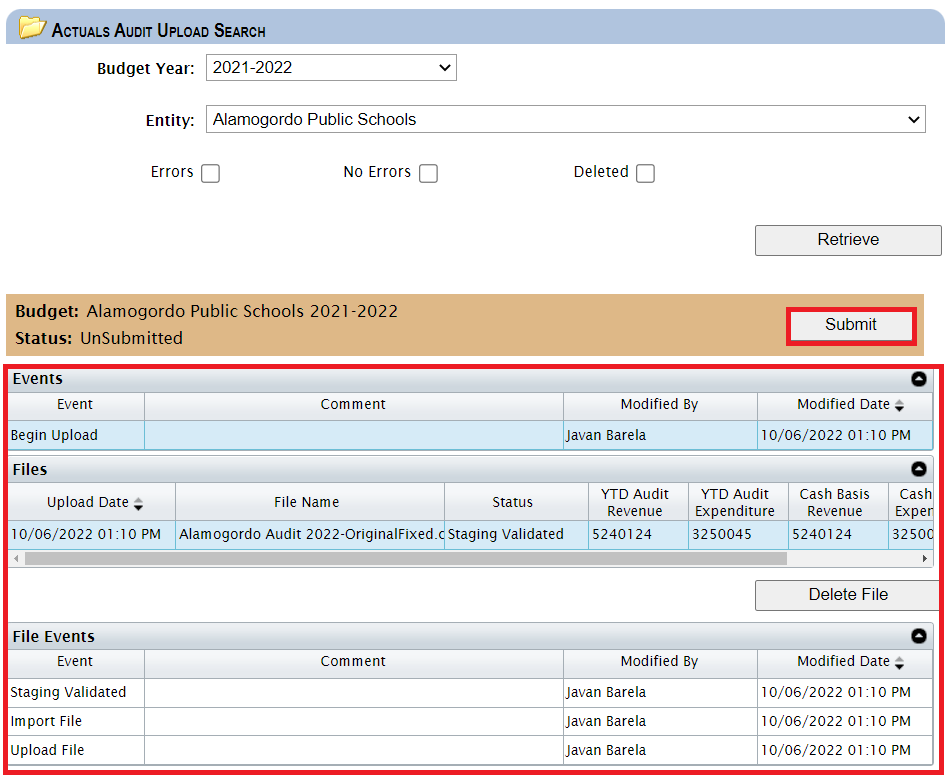 Actuals Audit Upload Search
Budget Year: 2021-2022
Entity: Alamogordo Public Schools
Errors No Errors Deleted
Retrieve
Budget: Alamogordo Public Schools 2021-2022
Submit
Status: UnSubmitted
Events
Event Comment Modified By Modified Date
Begin Upload Javan Barela 10/06/2022 01:10 PM
Files
Upload Date File Name Status YTD Audit Revenue YTD Audit Expenditure Cash Basis Revenue Cash Expen
10/06/2022 01:10 PM Alamogordo Audit 2022-OriginalFixed.c Staging Validated 5240124 3250045 5240124 32500
Delete File
File Events
Event Comment Modified By Modified Date
Staging Validated Javan Barela 10/06/2022 01:10 PM
Import File Javan Barela 10/06/2022 01:10 PM
Upload File Javan Barela 10/06/2022 01:10 PM